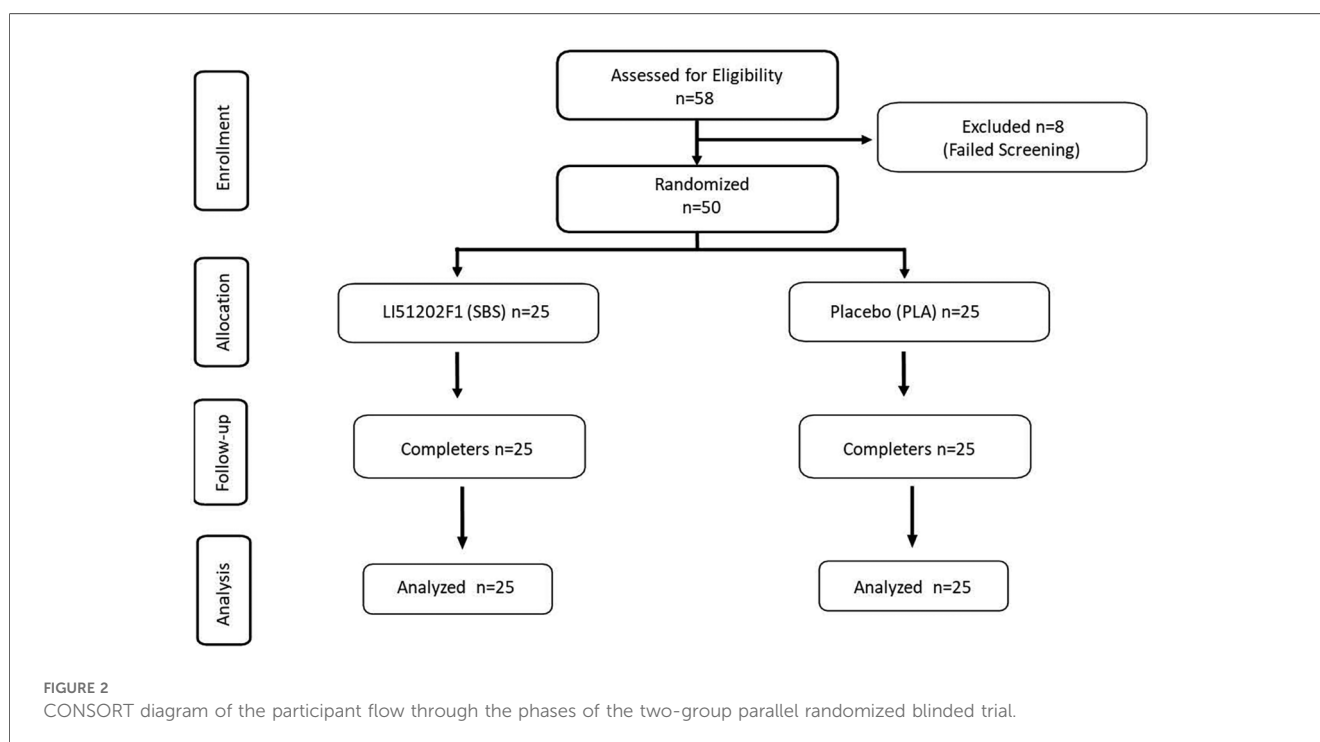 Enrollment
Assessed for Eligibility
n=58
Excluded n=8
(Failed Screening)
Randomized
n=50
Allocation
LI51202F1 (SBS) n=25
Placebo (PLA) n=25
Follow-up
Completers n=25
Completers n=25
Analysis
Analyzed n=25
Analyzed n=25
FIGURE 2
CONSORT diagram of the participant flow through the phases of the two-group parallel randomized blinded trial.